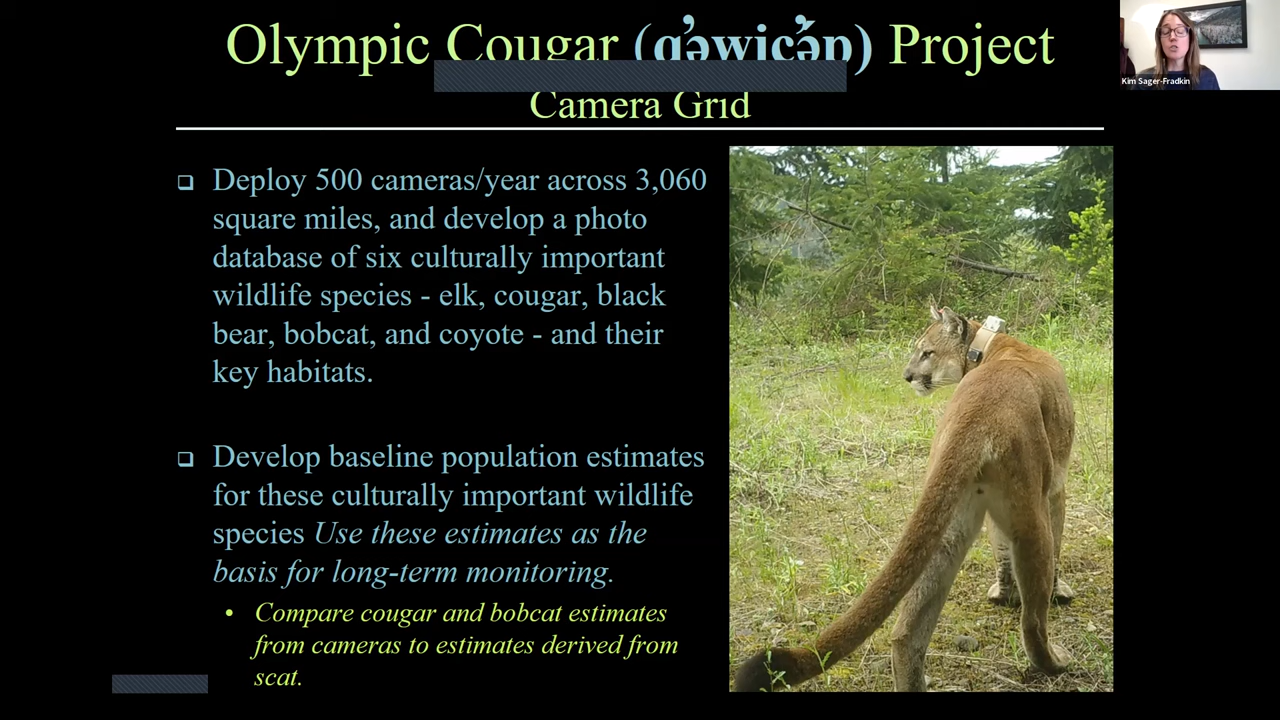 Kim Sager-Fradkin
Olympic Cougar Project
Camera Grid
Deploy 500 cameras/year across 3,060
square miles, and develop a photo
database of six culturally important
wildlife species - elk, cougar, black
bear, bobcat, and coyote - and their
key habitats.
Develop baseline population estimates
for these culturally important wildlife
species Use these estimates as the
basis for long-term monitoring.
• Compare cougar and bobcat estimates
from cameras to estimates derived from
scat.